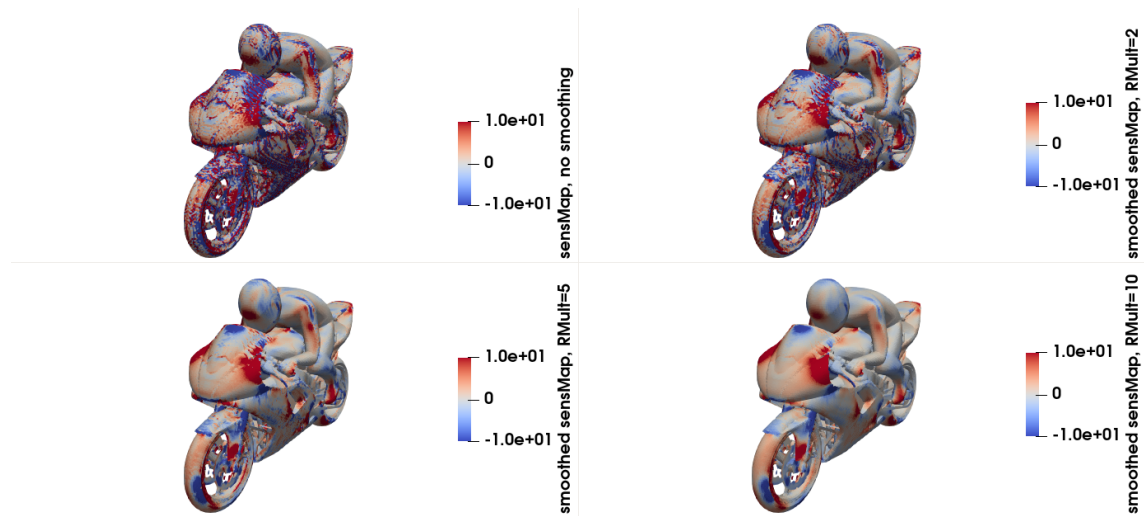 1.0e+01
0
-1.0e+01
sensMap, no smoothing
1.0e+01
0
-1.0e+01
smoothed sensMap, RMult=2
1.0e+01
0
-1.0e+01
smoothed sensMap, RMult=5
1.0e+01
0
-1.0e+01
smoothed sensMap, RMult=10